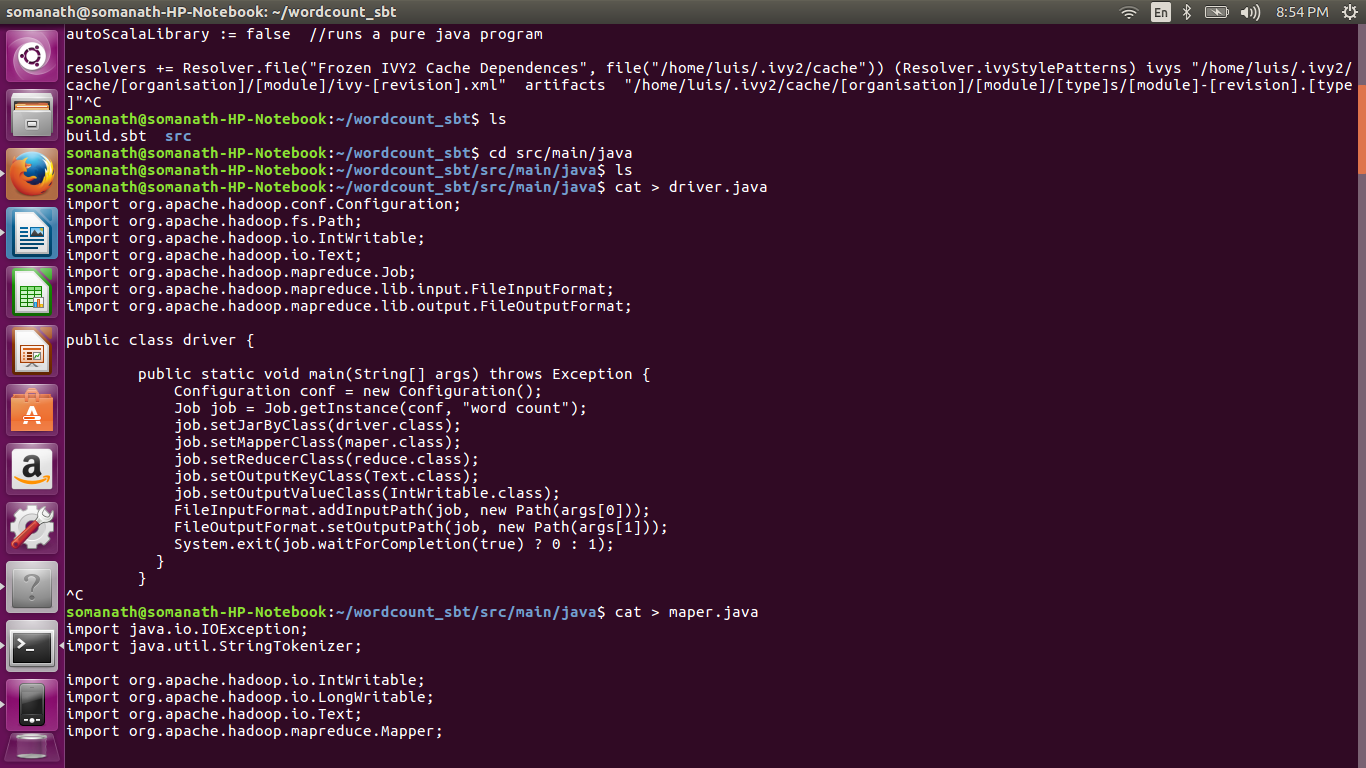 somanath@somanath-HP-Notebook: ~/wordcount_sbt
En
8:54 PM
autoScalaLibrary := false  //runs a pure java program
resolvers += Resolver.file("Frozen IVY2 Cache Dependences", file("/home/luis/.ivy2/cache")) (Resolver.ivyStylePatterns) ivys "/home/luis/.ivy2/
cache/[organisation]/[module]/ivy-[revision].xml"  artifacts  "/home/luis/.ivy2/cache/[organisation]/[module]/[type]s/[module]-[revision].[type
]"^C
somanath@somanath-HP-Notebook:~/wordcount_sbt$ ls
build.sbt  src
somanath@somanath-HP-Notebook:~/wordcount_sbt$ cd src/main/java
somanath@somanath-HP-Notebook:~/wordcount_sbt/src/main/java$ ls
somanath@somanath-HP-Notebook:~/wordcount_sbt/src/main/java$ cat > driver.java
import org.apache.hadoop.conf.Configuration;
import org.apache.hadoop.fs.Path;
import org.apache.hadoop.io.IntWritable;
import org.apache.hadoop.io.Text;
import org.apache.hadoop.mapreduce.Job;
import org.apache.hadoop.mapreduce.lib.input.FileInputFormat;
import org.apache.hadoop.mapreduce.lib.output.FileOutputFormat;
public class driver {
        public static void main(String[] args) throws Exception {
            Configuration conf = new Configuration();
            Job job = Job.getInstance(conf, "word count");
            job.setJarByClass(driver.class);
            job.setMapperClass(maper.class);
            job.setReducerClass(reduce.class);
            job.setOutputKeyClass(Text.class);
            job.setOutputValueClass(IntWritable.class);
            FileInputFormat.addInputPath(job, new Path(args[0]));
            FileOutputFormat.setOutputPath(job, new Path(args[1]));
            System.exit(job.waitForCompletion(true) ? 0 : 1);
          }
        }
^C
somanath@somanath-HP-Notebook:~/wordcount_sbt/src/main/java$ cat > maper.java
import java.io.IOException;
import java.util.StringTokenizer;
import org.apache.hadoop.io.IntWritable;
import org.apache.hadoop.io.LongWritable;
import org.apache.hadoop.io.Text;
import org.apache.hadoop.mapreduce.Mapper;